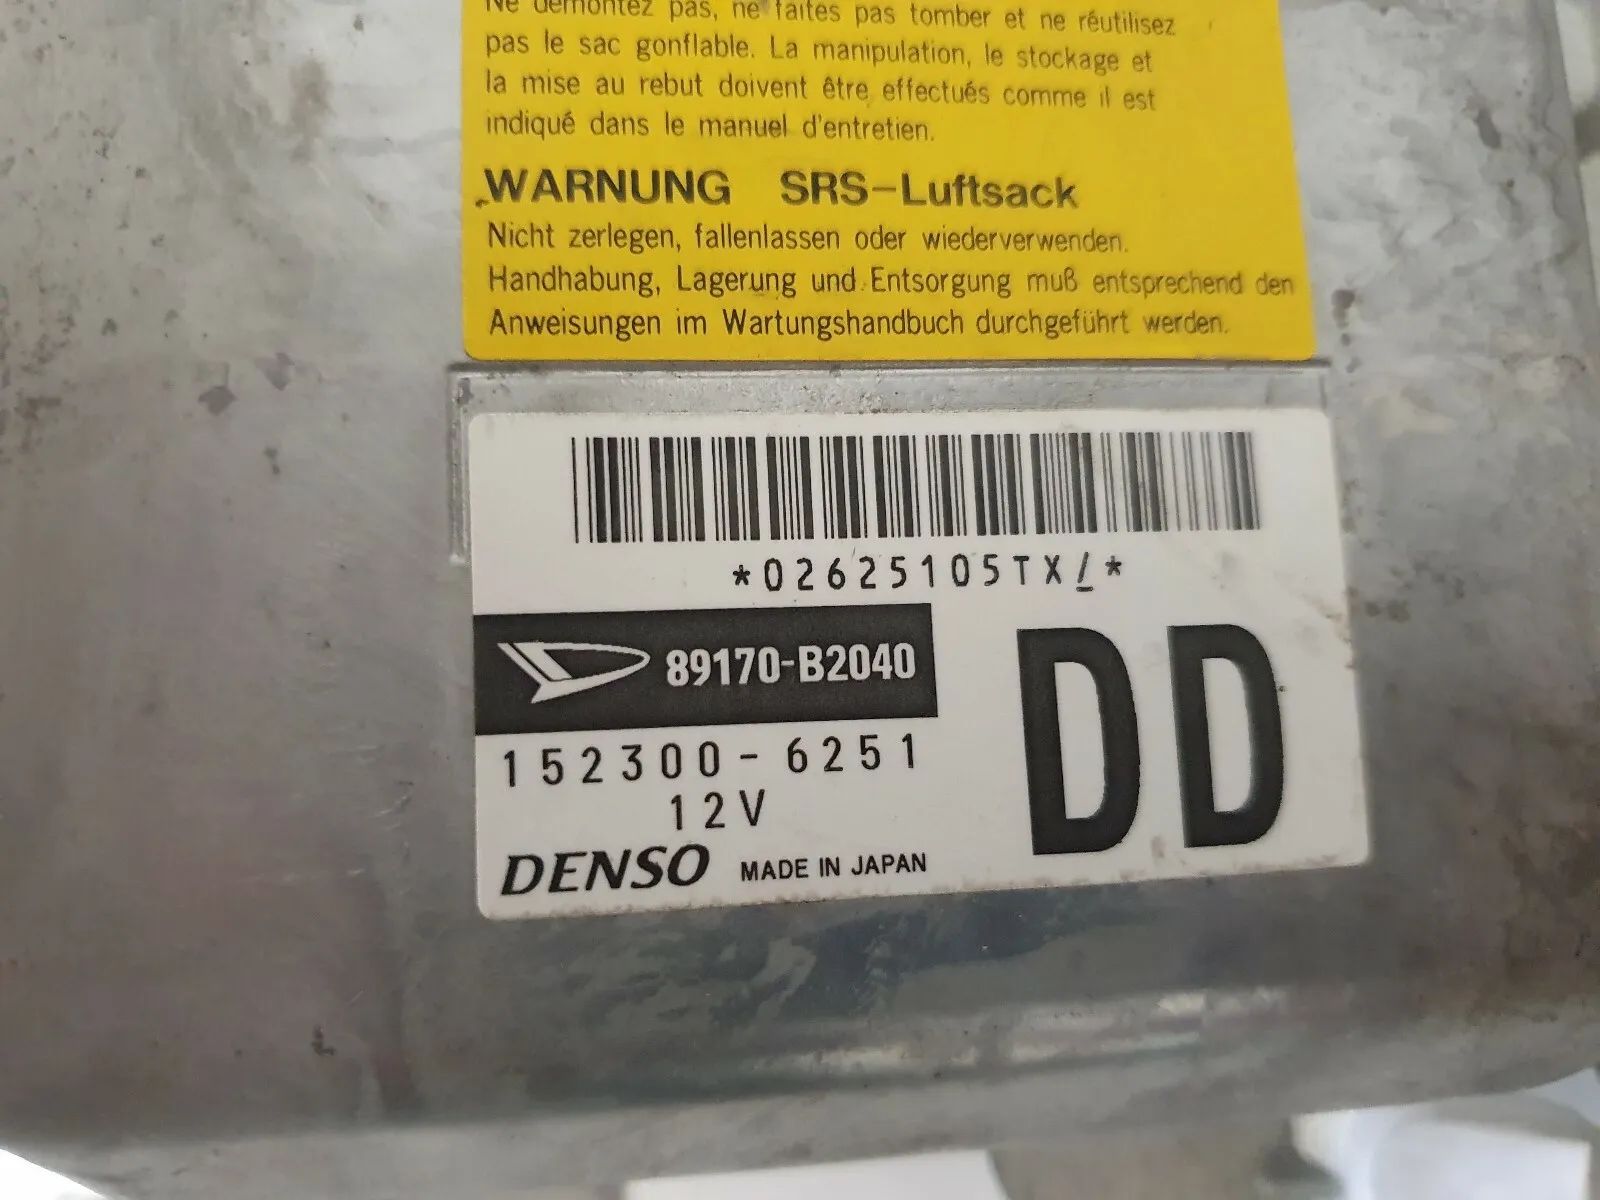 Ne démontez pas, ne faites pas tomber et ne réutilisez
pas le sac gonflable. La manipulation, le stockage et
la mise au rebut doivent être effectués comme il est
indiqué dans le manuel d'entretien.
WARNUNG SRS-Luftsack
Nicht zerlegen, fallenlassen oder wiederverwenden.
Handhabung, Lagerung und Entsorgung muß entsprechend den
Anweisungen im Wartungshandbuch durchgeführt werden.
*02625105TX/*
89170-B2040
DD
152300-6251
12V
DENSO MADE IN JAPAN